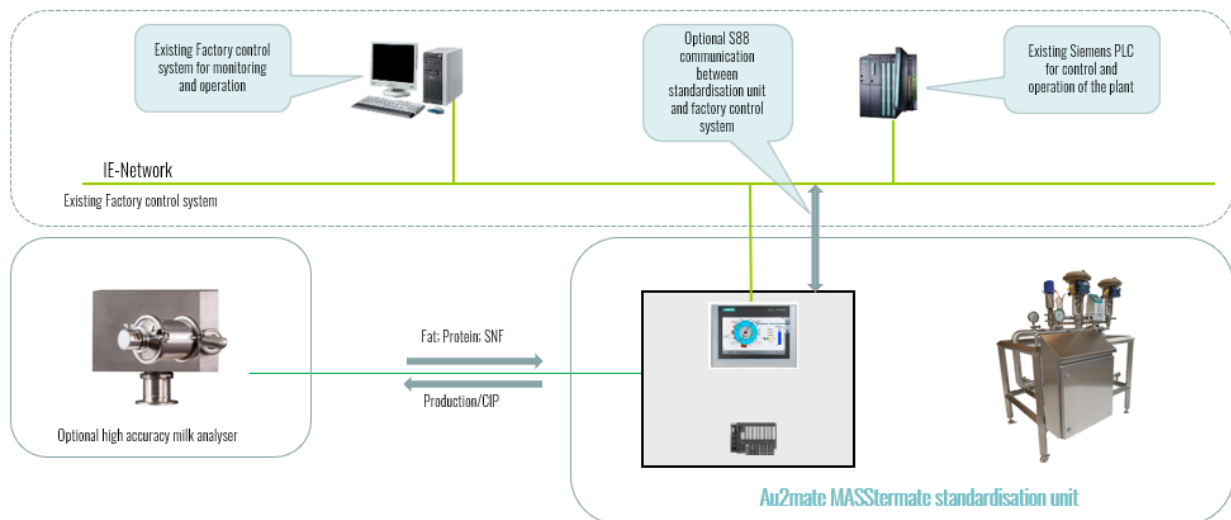 Existing Factory control
system for monitoring
and operation
Optional S88
communication
between
standardisation unit
and factory control
system
Existing Siemens PLC
for control and
operation of the plant
IE-Network
Existing Factory control system
Fat; Protein; SNF
Production/CIP
Optional high accuracy milk analyser
Au2mate MASStermate standardisation unit